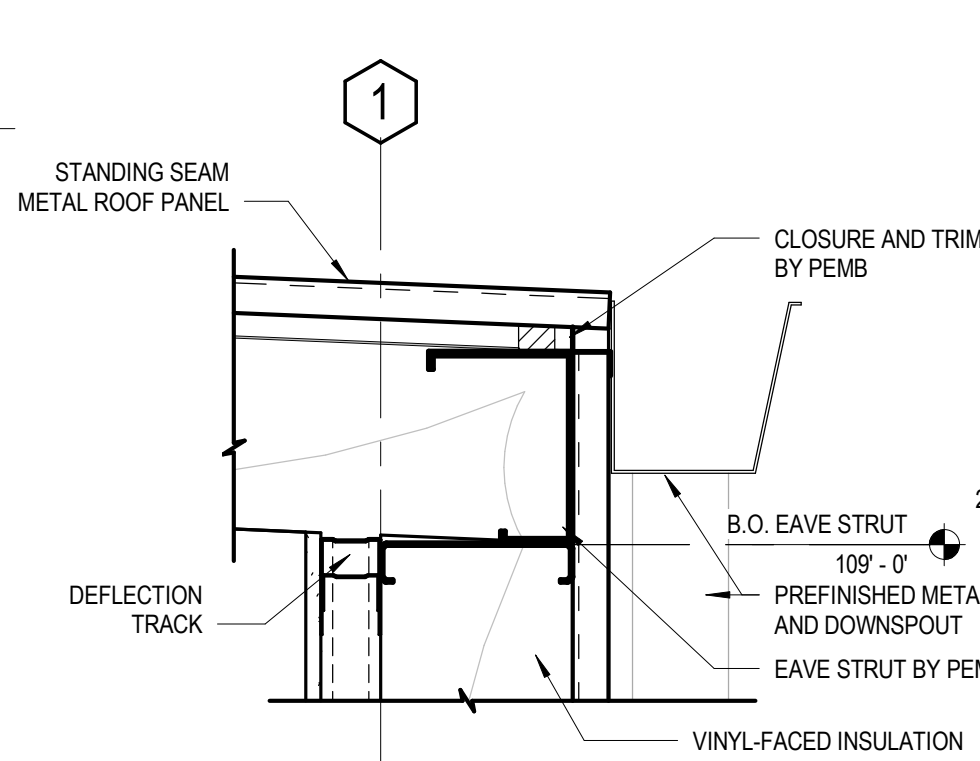 1
STANDING SEAM
METAL ROOF PANEL
CLOSURE AND TRIM
BY PEMB
B.O. EAVE STRUT
109' - 0'
DEFLECTION
TRACK
PREFINISHED META
AND DOWNSPOUT
EAVE STRUT BY PE
VINYL-FACED INSULATION